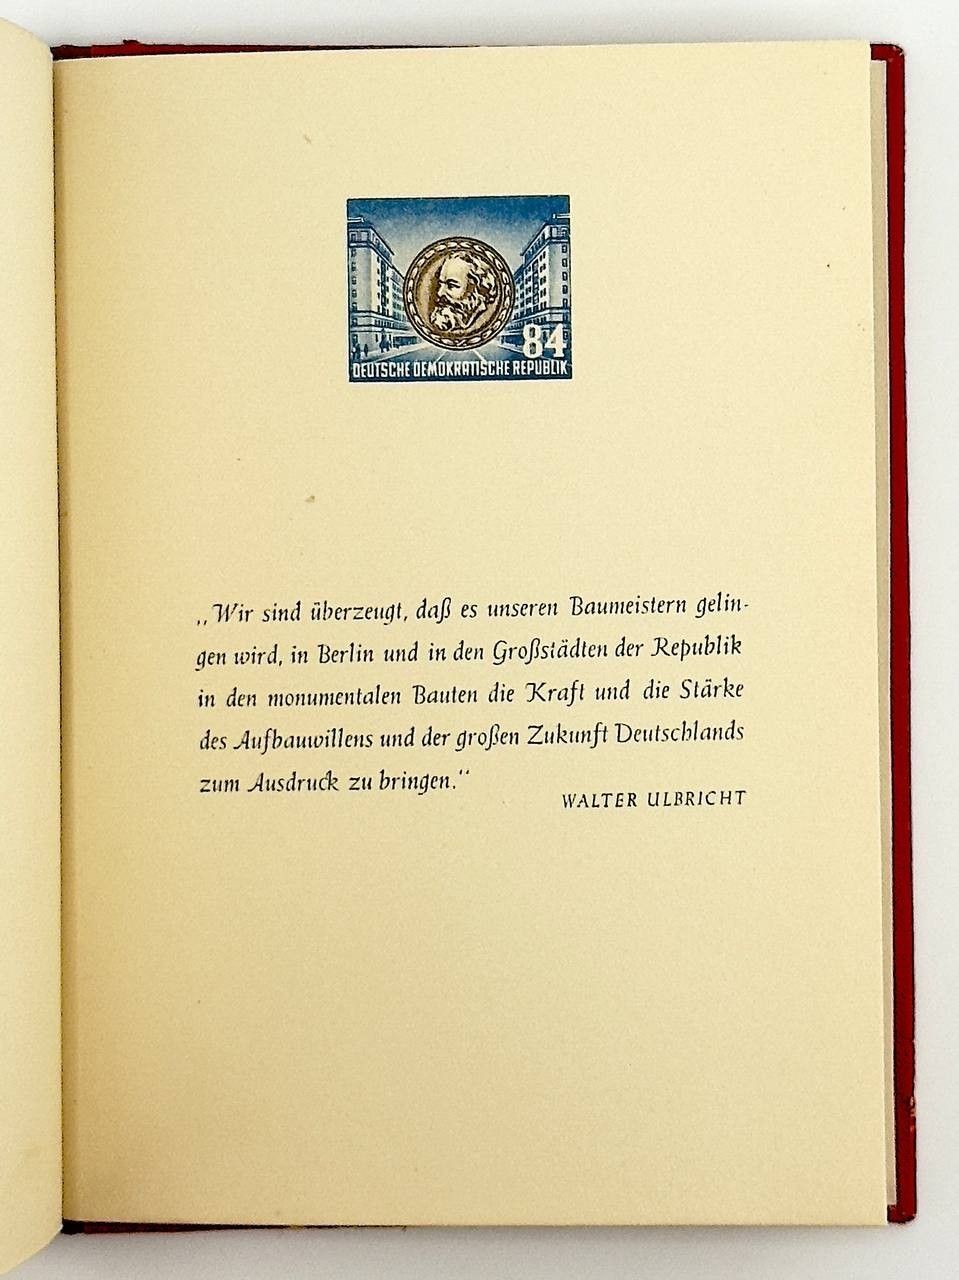 84
DEUTSCHE DEMOKRATISCHE REPUBLIK
„Wir sind überzeugt, daß es unseren Baumeistern gelin-
gen wird, in Berlin und in den Großstädten der Republik
in den monumentalen Bauten die Kraft und die Stärke
des Aufbauwillens und der großen Zukunft Deutschlands
zum Ausdruck zu bringen.“
WALTER ULBRICHT